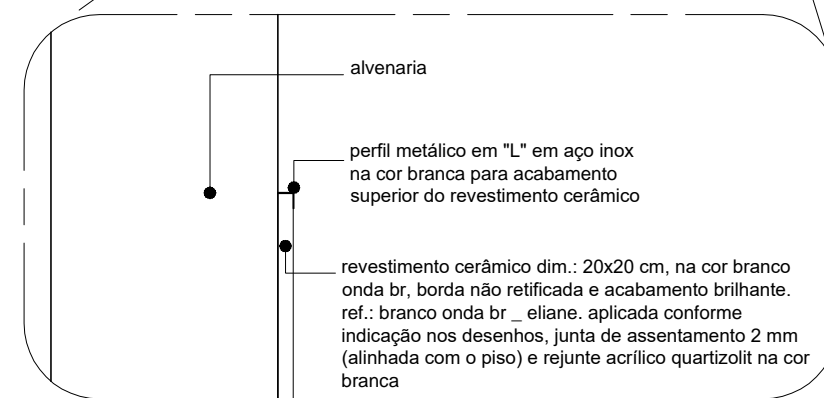 alvenaria
perfil metálico em "L" em aço inox
na cor branca para acabamento
superior do revestimento cerâmico
revestimento cerâmico dim.: 20x20 cm, na cor branco
onda br, borda não retificada e acabamento brilhante.
ref.: branco onda br _ eliane. aplicada conforme
indicação nos desenhos, junta de assentamento 2 mm
(alinhada com o piso) e rejunte acrílico quartizolit na cor
branca